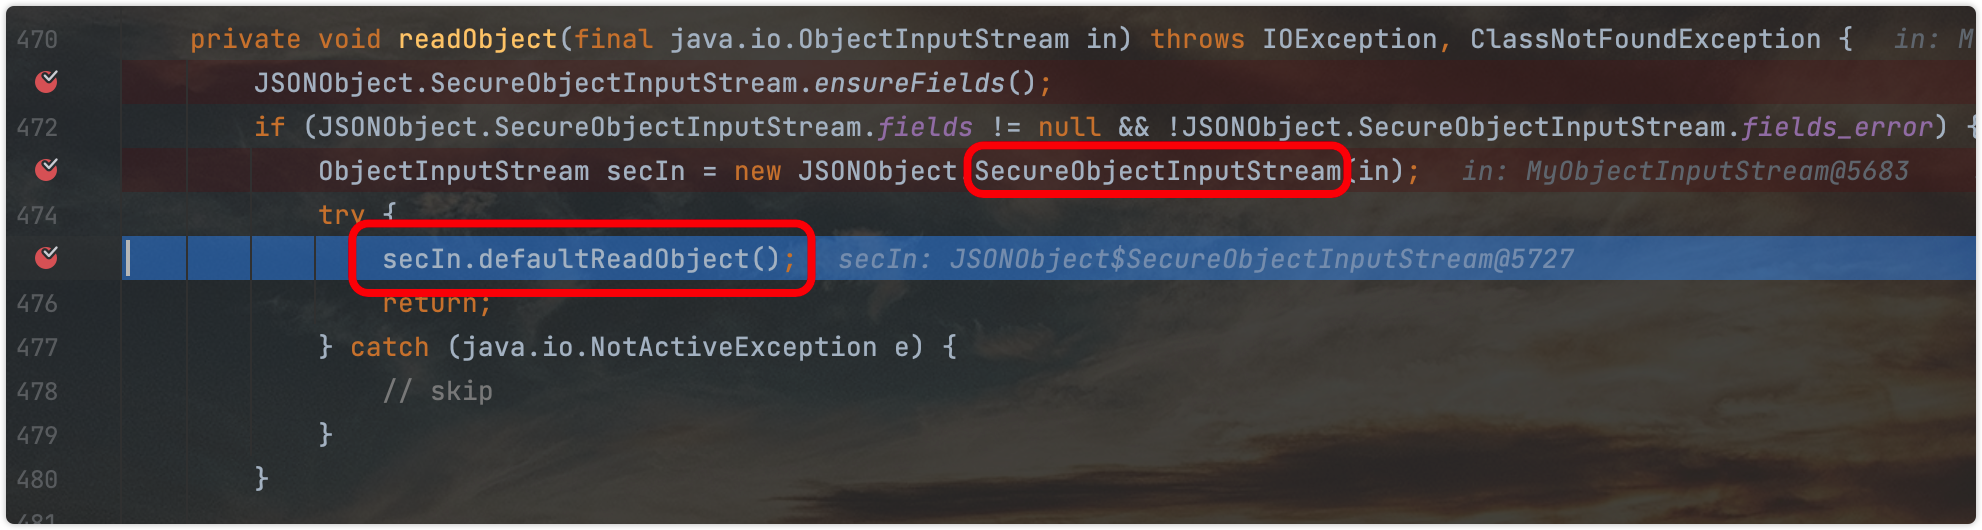 470 private void readObject(final java.io.ObjectInputStream in) throws IOException, ClassNotFoundException { in: M
JSONObject.SecureObjectInputStream.ensureFields();
472 if (JSONObject.SecureObjectInputStream.fields != null && !JSONObject.SecureObjectInputStream.fields_error) {
ObjectInputStream secIn = new JSONObject.SecureObjectInputStream(in); in: MyObjectInputStream@5683
474 try {
secIn.defaultReadObject(); secIn: JSONObject$SecureObjectInputStream@5727
476 return;
477 } catch (java.io.NotActiveException e) {
478 // skip
479 }
480 }
481